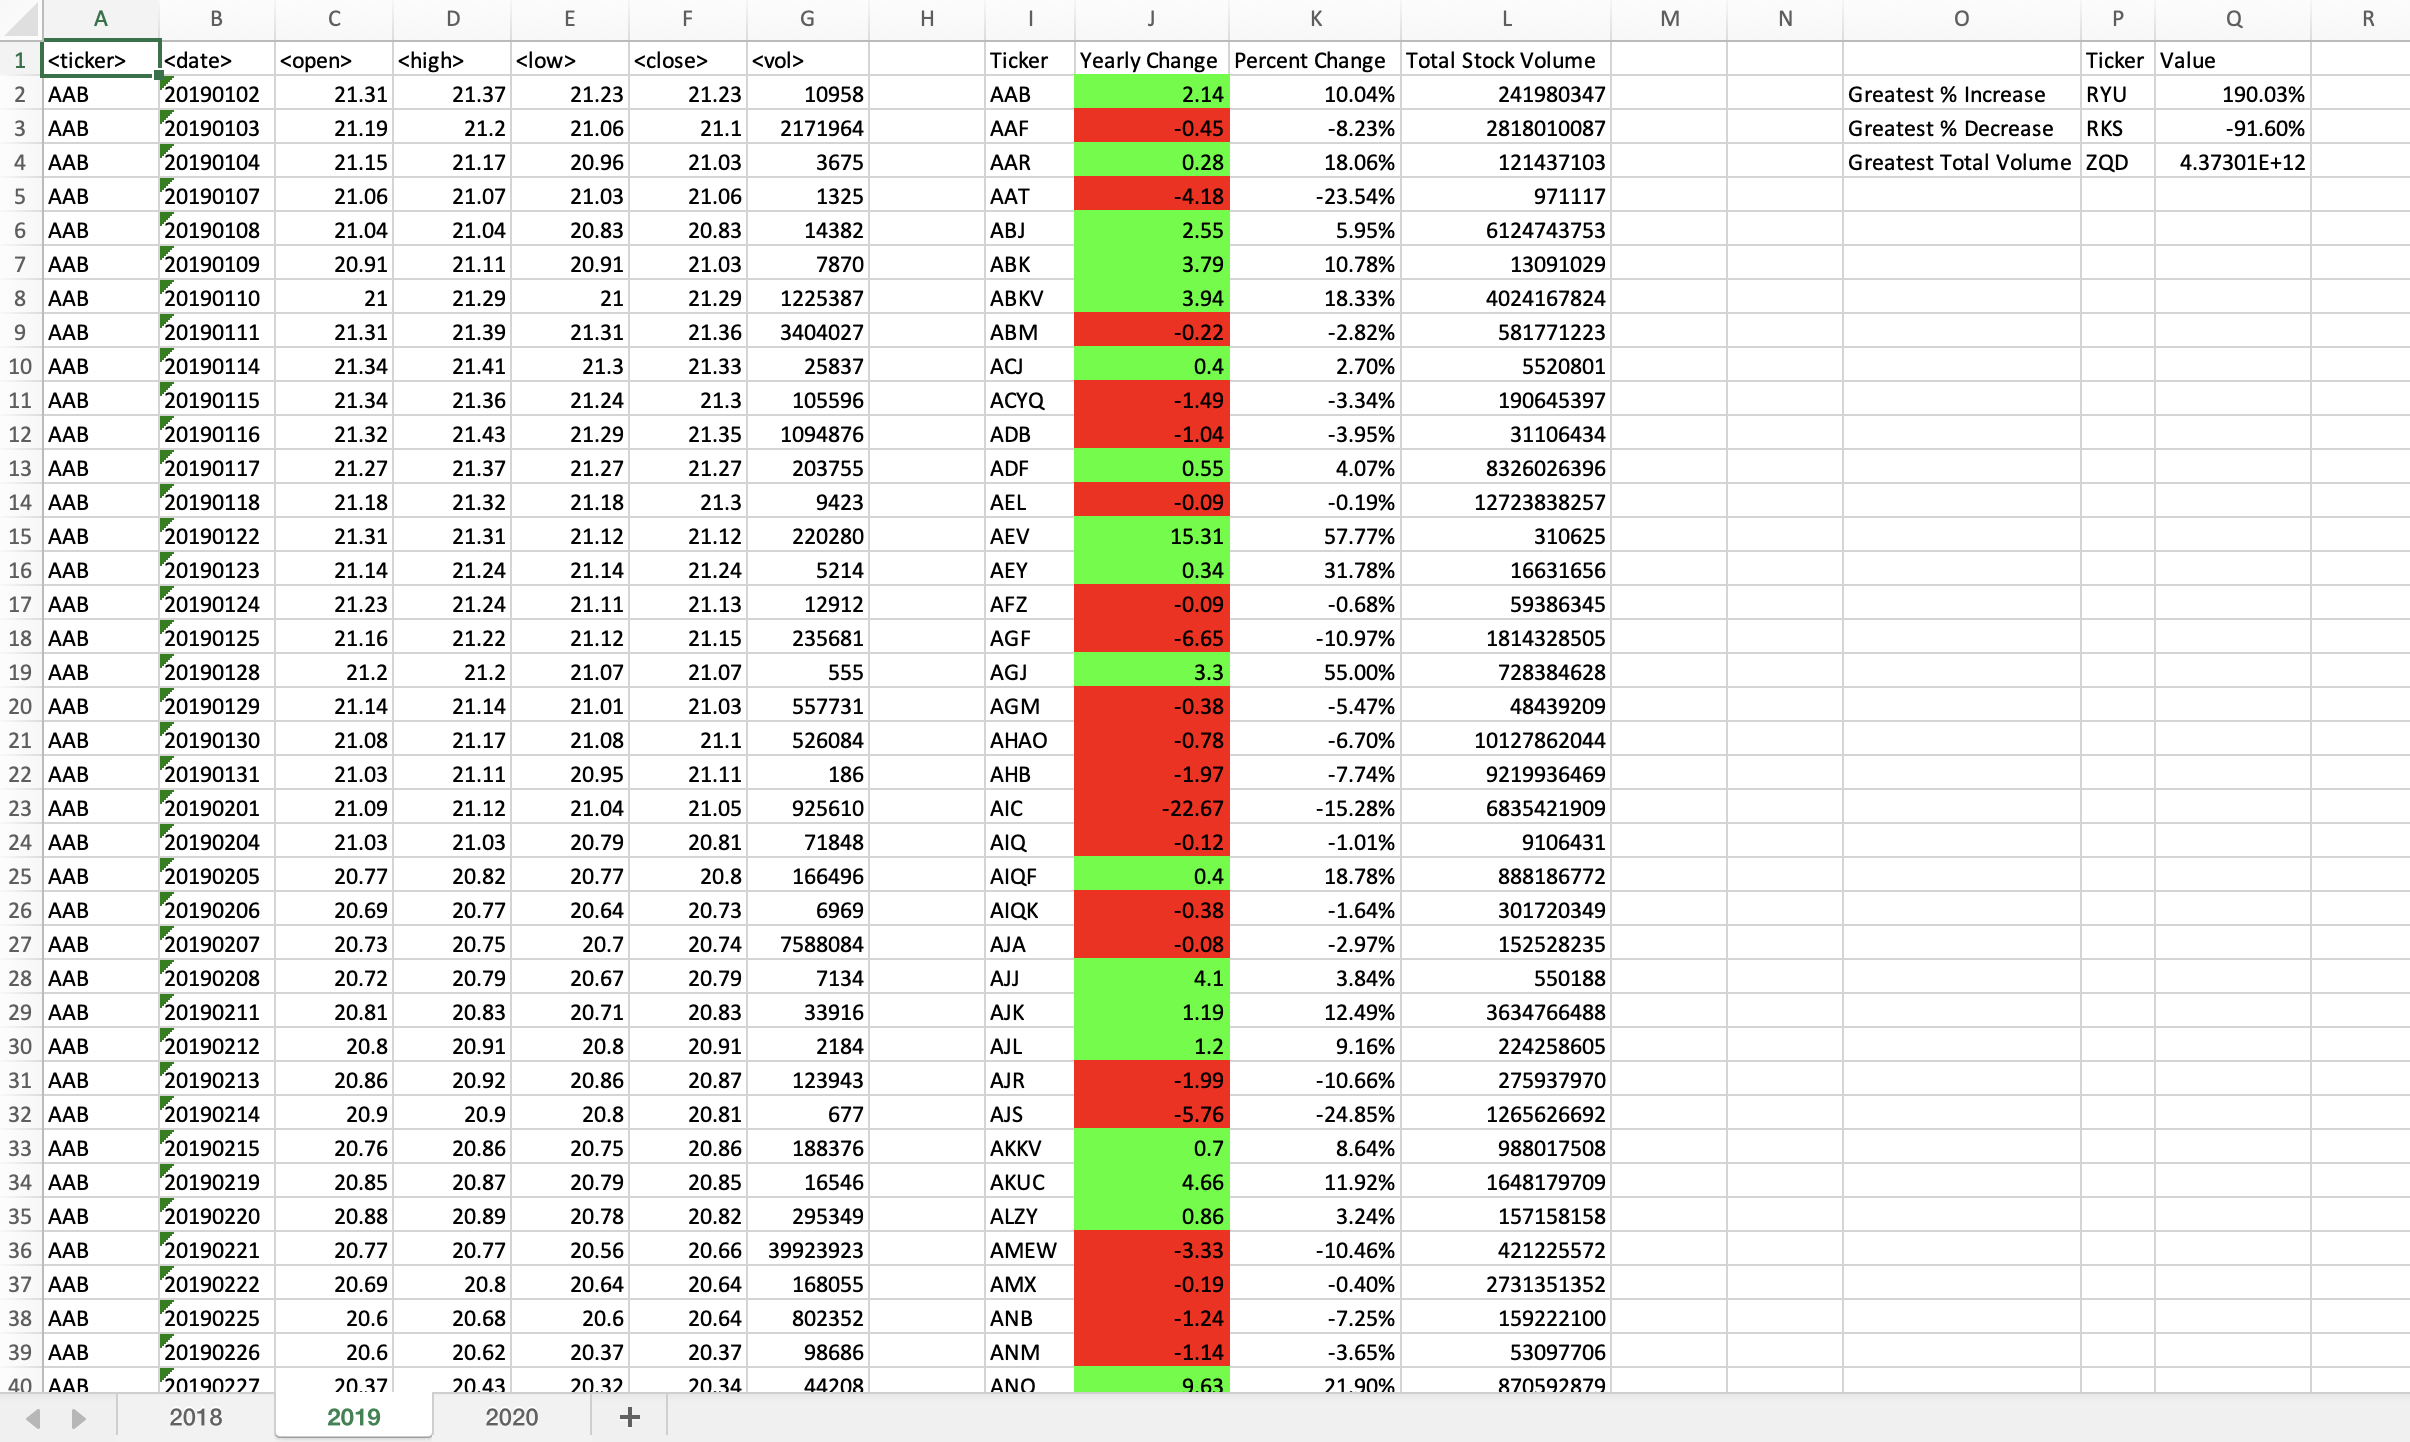 A B C D E F G H I J K L M N O P Q R
1 <ticker> <date> <open> <high> <low> <close> <vol> Ticker Yearly Change Percent Change Total Stock Volume Ticker Value
2 AAB 20190102 21.31 21.37 21.23 21.23 10958 AAB 2.14 10.04% 241980347 Greatest % Increase RYU 190.03%
3 AAB 20190103 21.19 21.2 21.06 21.1 2171964 AAF -0.45 -8.23% 2818010087 Greatest % Decrease RKS -91.60%
4 AAB 20190104 21.15 21.17 20.96 21.03 3675 AAR 0.28 18.06% 121437103 Greatest Total Volume ZQD 4.37301E+12
5 AAB 20190107 21.06 21.07 21.03 21.06 1325 AAT -4.18 -23.54% 971117
6 AAB 20190108 21.04 21.04 20.83 20.83 14382 ABJ 2.55 5.95% 6124743753
7 AAB 20190109 20.91 21.11 20.91 21.03 7870 ABK 3.79 10.78% 13091029
8 AAB 20190110 21 21.29 21 21.29 1225387 ABKV 3.94 18.33% 4024167824
9 AAB 20190111 21.31 21.39 21.31 21.36 3404027 ABM -0.22 -2.82% 581771223
10 AAB 20190114 21.34 21.41 21.3 21.33 25837 ACJ 0.4 2.70% 5520801
11 AAB 20190115 21.34 21.36 21.24 21.3 105596 ACYQ -1.49 -3.34% 190645397
12 AAB 20190116 21.32 21.43 21.29 21.35 1094876 ADB -1.04 -3.95% 31106434
13 AAB 20190117 21.27 21.37 21.27 21.27 203755 ADF 0.55 4.07% 8326026396
14 AAB 20190118 21.18 21.32 21.18 21.3 9423 AEL -0.09 -0.19% 12723838257
15 AAB 20190122 21.31 21.31 21.12 21.12 220280 AEV 15.31 57.77% 310625
16 AAB 20190123 21.14 21.24 21.14 21.24 5214 AEY 0.34 31.78% 16631656
17 AAB 20190124 21.23 21.24 21.11 21.13 12912 AFZ -0.09 -0.68% 59386345
18 AAB 20190125 21.16 21.22 21.12 21.15 235681 AGF -6.65 -10.97% 1814328505
19 AAB 20190128 21.2 21.2 21.07 21.07 555 AGJ 3.3 55.00% 728384628
20 AAB 20190129 21.14 21.14 21.01 21.03 557731 AGM -0.38 -5.47% 48439209
21 AAB 20190130 21.08 21.17 21.08 21.1 526084 AHAO -0.78 -6.70% 10127862044
22 AAB 20190131 21.03 21.11 20.95 21.11 186 AHB -1.97 -7.74% 9219936469
23 AAB 20190201 21.09 21.12 21.04 21.05 925610 AIC -22.67 -15.28% 6835421909
24 AAB 20190204 21.03 21.03 20.79 20.81 71848 AIQ -0.12 -1.01% 9106431
25 AAB 20190205 20.77 20.82 20.77 20.8 166496 AIQF 0.4 18.78% 888186772
26 AAB 20190206 20.69 20.77 20.64 20.73 6969 AIQK -0.38 -1.64% 301720349
27 AAB 20190207 20.73 20.75 20.7 20.74 7588084 AJA -0.08 -2.97% 152528235
28 AAB 20190208 20.72 20.79 20.67 20.79 7134 AJJ 4.1 3.84% 550188
29 AAB 20190211 20.81 20.83 20.71 20.83 33916 AJK 1.19 12.49% 3634766488
30 AAB 20190212 20.8 20.91 20.8 20.91 2184 AJL 1.2 9.16% 224258605
31 AAB 20190213 20.86 20.92 20.86 20.87 123943 AJR -1.99 -10.66% 275937970
32 AAB 20190214 20.9 20.9 20.8 20.81 677 AJS -5.76 -24.85% 1265626692
33 AAB 20190215 20.76 20.86 20.75 20.86 188376 AKKV 0.7 8.64% 988017508
34 AAB 20190219 20.85 20.87 20.79 20.85 16546 AKUC 4.66 11.92% 1648179709
35 AAB 20190220 20.88 20.89 20.78 20.82 295349 ALZY 0.86 3.24% 157158158
36 AAB 20190221 20.77 20.77 20.56 20.66 39923923 AMEW -3.33 -10.46% 421225572
37 AAB 20190222 20.69 20.8 20.64 20.64 168055 AMX -0.19 -0.40% 2731351352
38 AAB 20190225 20.6 20.68 20.6 20.64 802352 ANB -1.24 -7.25% 159222100
39 AAB 20190226 20.6 20.62 20.37 20.37 98686 ANM -1.14 -3.65% 53097706
40 AAB 20190227 20.37 20.43 20.32 20.34 44208 ANO 9.63 21.90% 870592879
2018 2019 2020 +